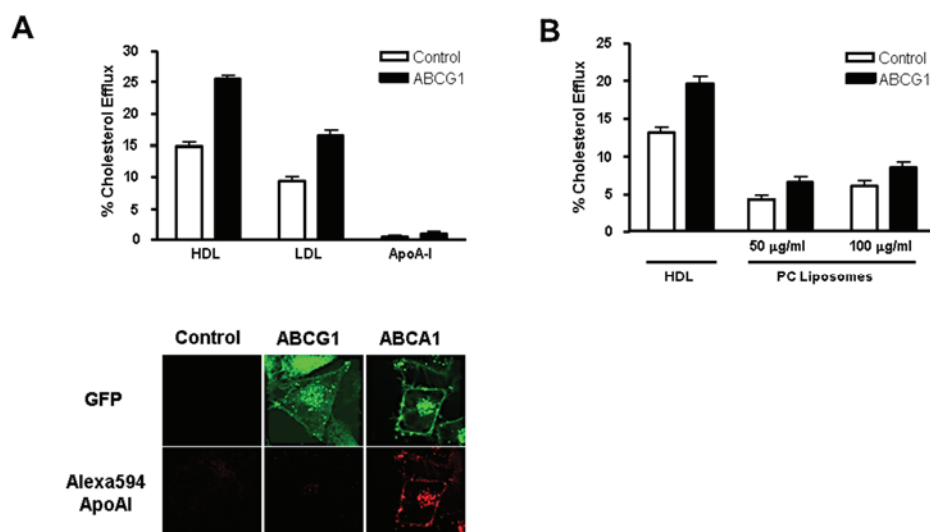 A
% Cholesterol Efflux
30
25
20
15
10
5
0
Control
ABCG1
HDL LDL ApoA-I
B
% Cholesterol Efflux
25
20
15
10
5
0
Control
ABCG1
50 µg/ml 100 µg/ml
HDL PC Liposomes
Control ABCG1 ABCA1
GFP
Alexa594
ApoAI